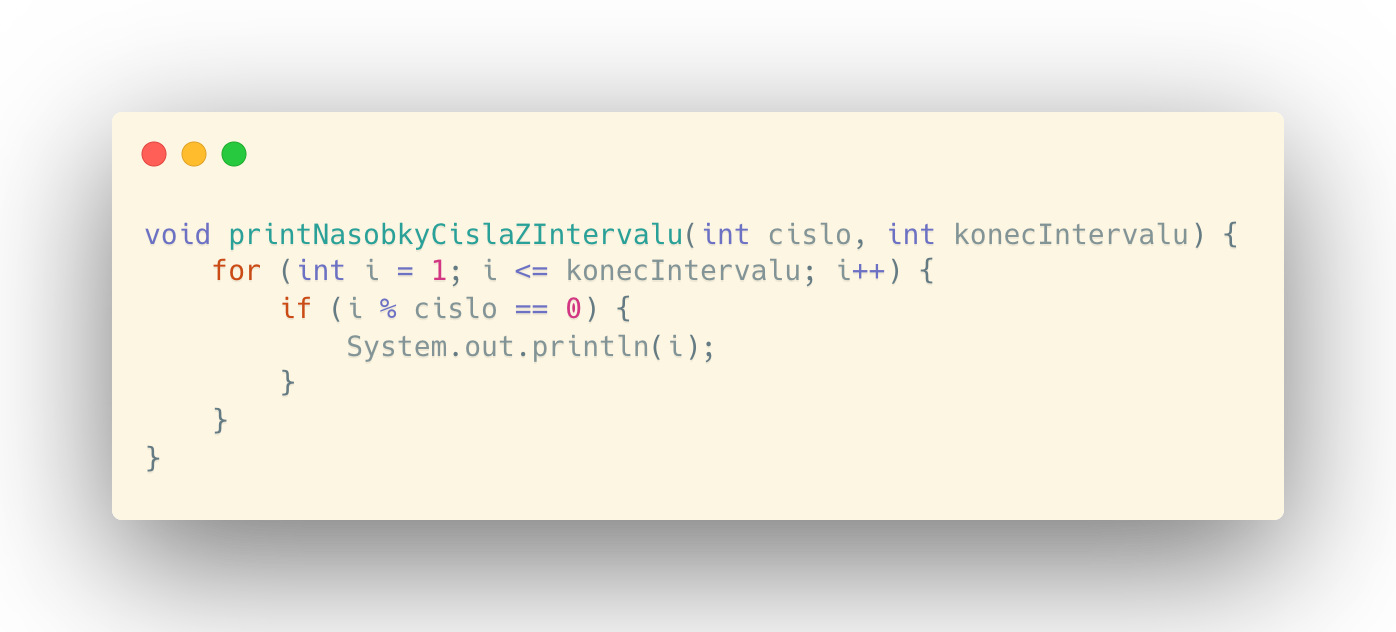 void printNasobkyCislaZIntervalu(int cislo, int konecIntervalu) {
    for (int i = 1; i <= konecIntervalu; i++) {
        if (i % cislo == 0) {
            System.out.println(i);
        }
    }
}